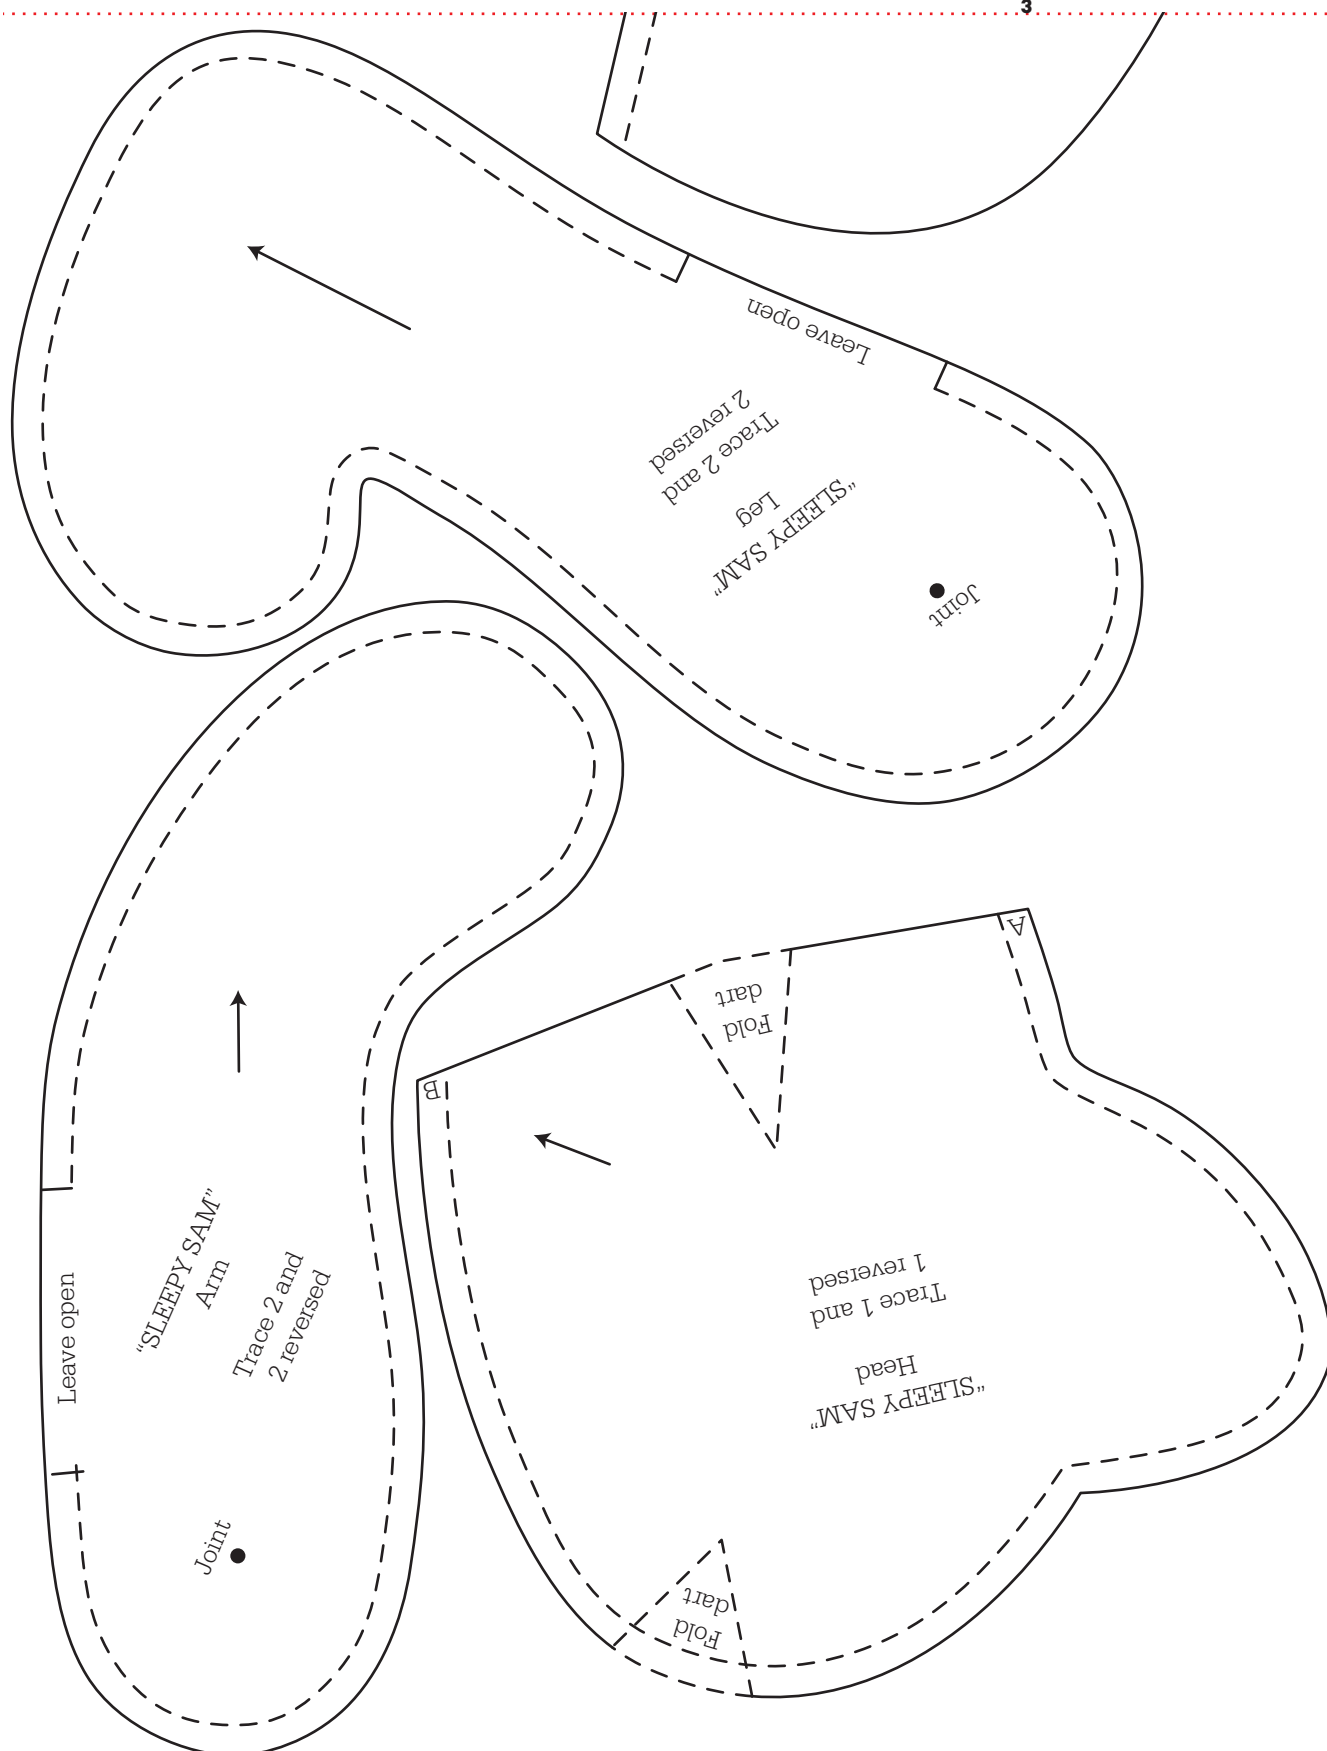 3
Leave open
"SLEEPY SAM"
Leg
Trace 2 and
2 reversed
Joint
"SLEEPY SAM"
Arm
Trace 2 and
2 reversed
Leave open
Joint
A
B
Fold
dart
"SLEEPY SAM"
Head
Trace 1 and
1 reversed
Fold
dart